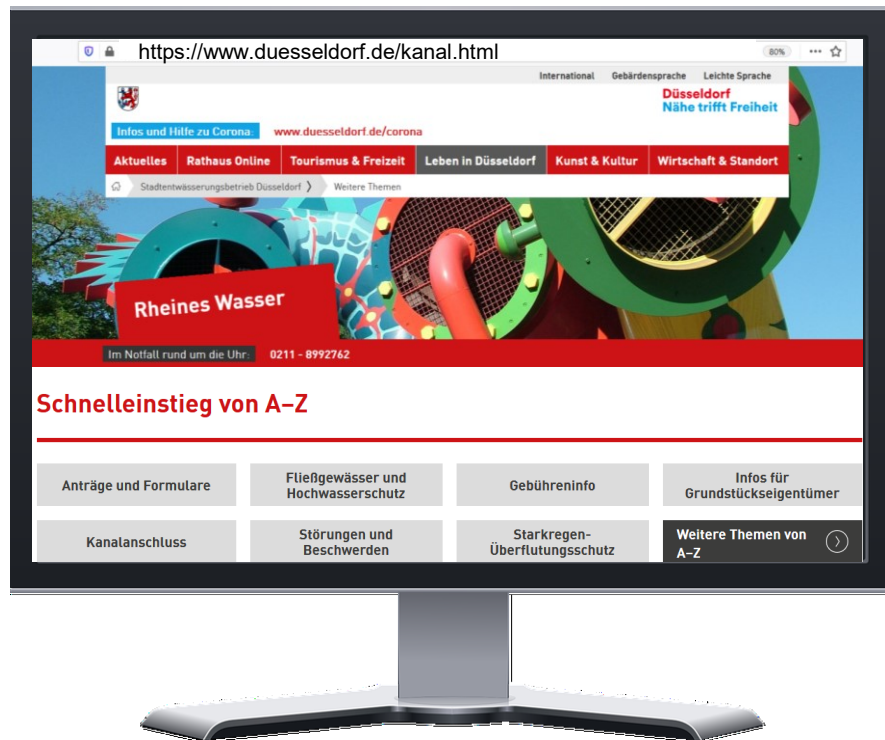 https://www.duesseldorf.de/kanal.html
80%
International Gebärdensprache Leichte Sprache
Düsseldorf
Nähe trifft Freiheit
Infos und Hilfe zu Corona: www.duesseldorf.de/corona
Aktuelles Rathaus Online Tourismus & Freizeit Leben in Düsseldorf Kunst & Kultur Wirtschaft & Standort
Stadtentwässerungsbetrieb Düsseldorf Weitere Themen
Rheines Wasser
Im Notfall rund um die Uhr: 0211 - 8992762
Schnelleinstieg von A–Z
Anträge und Formulare
Fließgewässer und
Hochwasserschutz
Gebühreninfo
Infos für
Grundstückseigentümer
Kanalanschluss
Störungen und
Beschwerden
Starkregen-
Überflutungsschutz
Weitere Themen von
A–Z